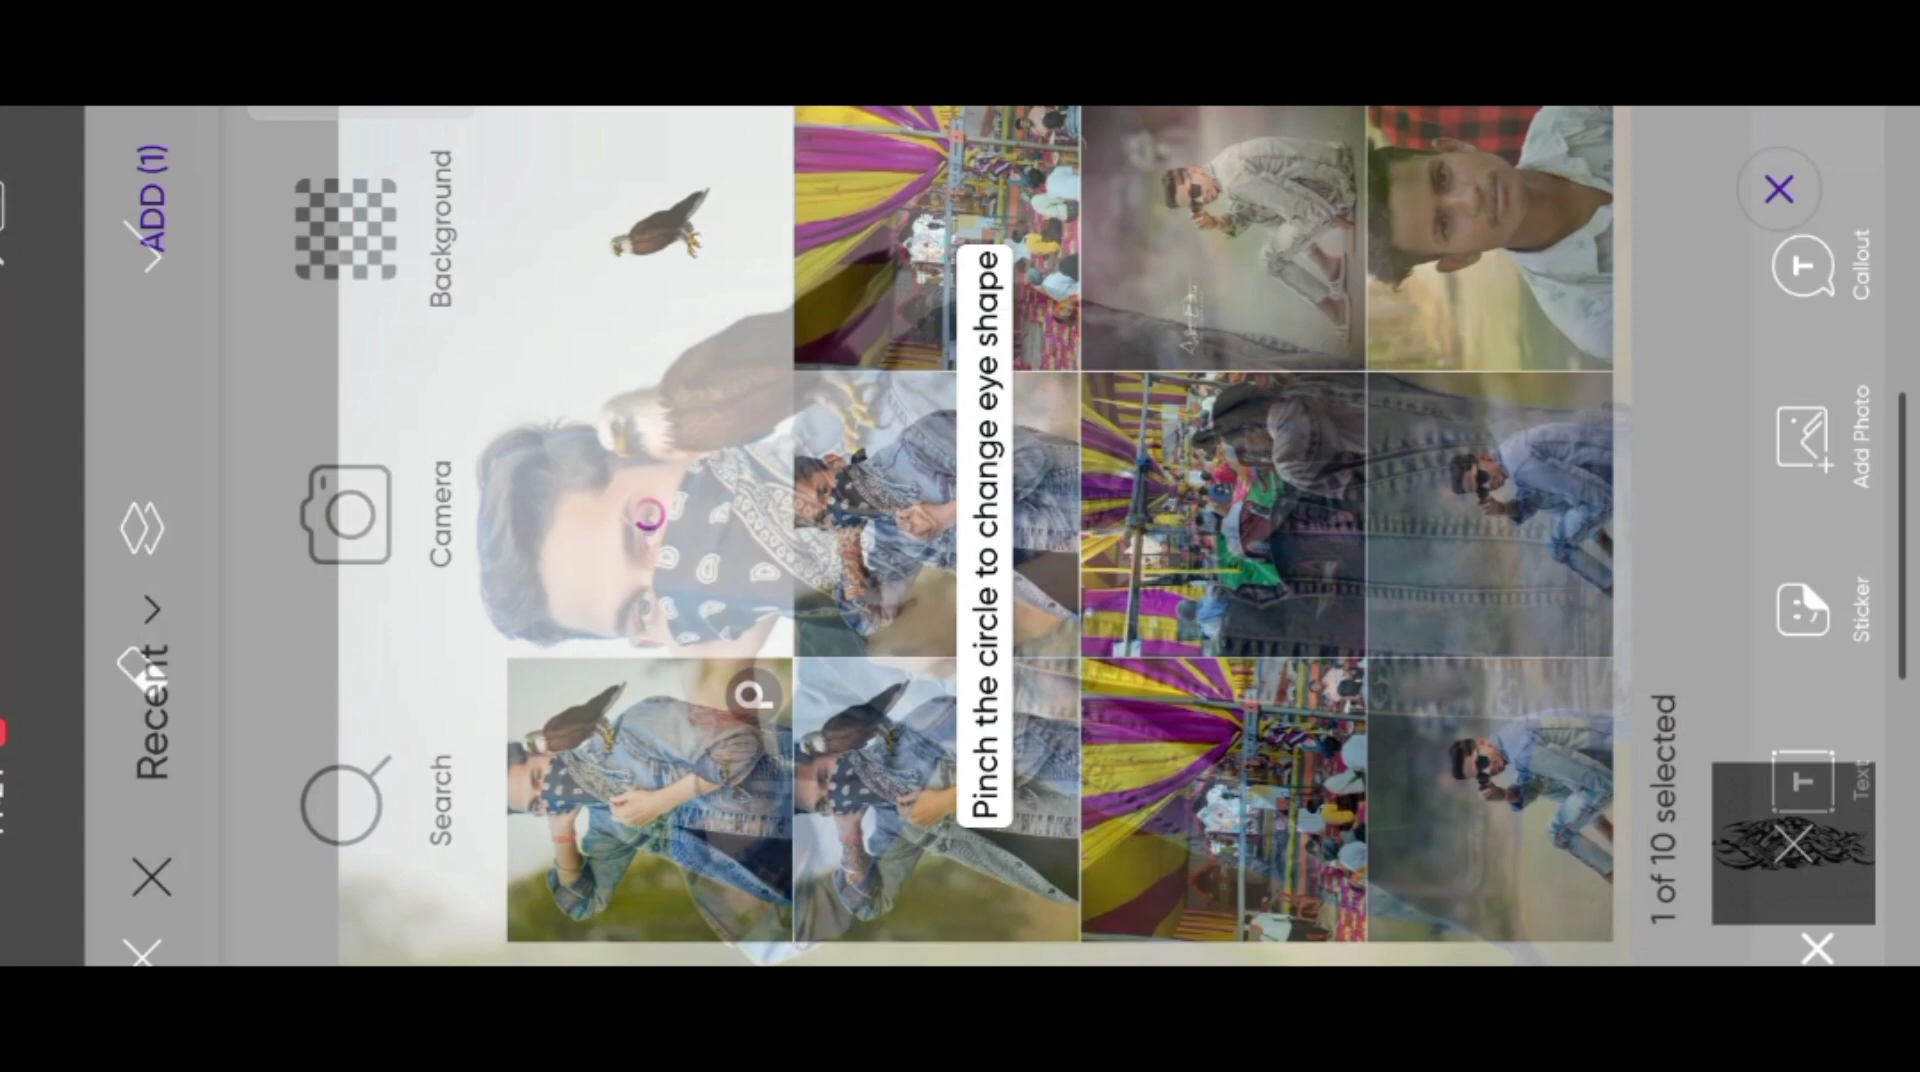 ADD (1)
Recent
Background
Camera
Search
Pinch the circle to change eye shape
1 of 10 selected
Callout
Add Photo
Sticker
Text
T
T